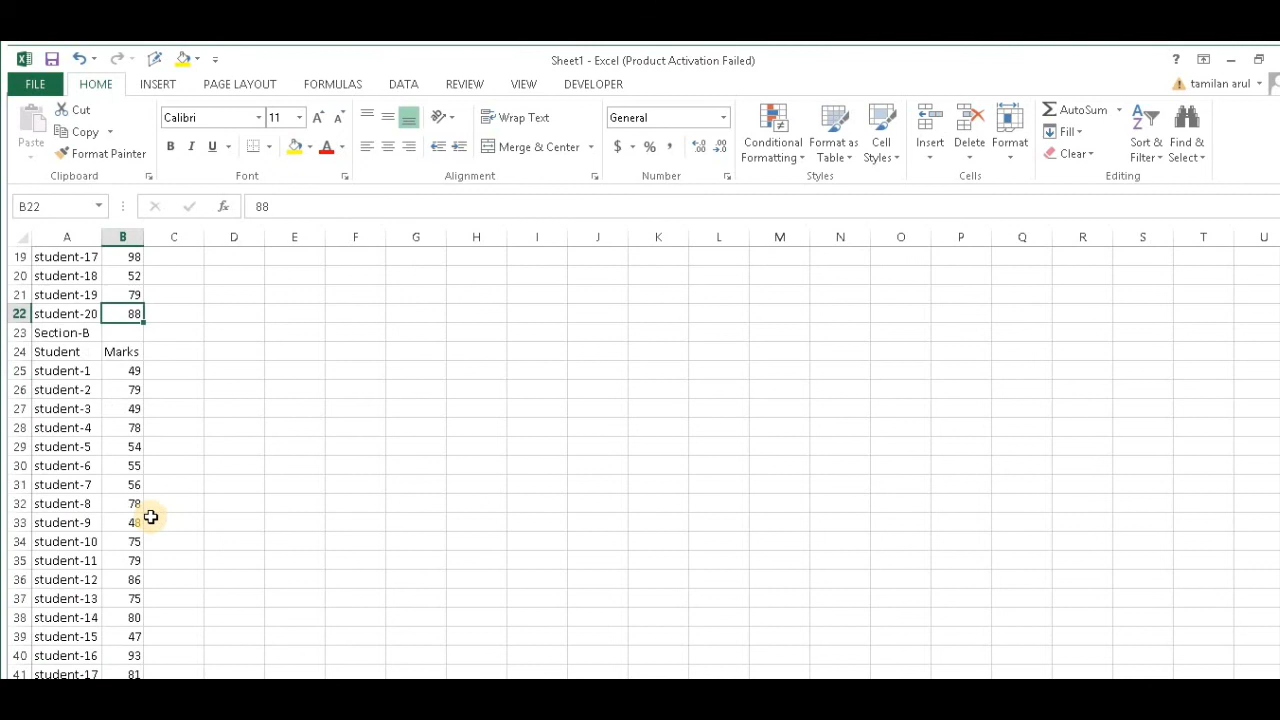 Sheet1 - Excel (Product Activation Failed)
?
FILE HOME INSERT PAGE LAYOUT FORMULAS DATA REVIEW VIEW DEVELOPER tamilan arul
Paste
Cut
Copy
Format Painter
Clipboard
Calibri 11
A A
B I U A
Font
Wrap Text
Merge & Center
Alignment
General
$ % ,
Number
Conditional Formatting
Format as Table
Cell Styles
Styles
Insert
Delete
Format
Cells
AutoSum
Fill
Clear
Sort & Filter
Find & Select
Editing
B22 fx 88
A B C D E F G H I J K L M N O P Q R S T U
19 student-17 98
20 student-18 52
21 student-19 79
22 student-20 88
23 Section-B
24 Student Marks
25 student-1 49
26 student-2 79
27 student-3 49
28 student-4 78
29 student-5 54
30 student-6 55
31 student-7 56
32 student-8 78
33 student-9 48
34 student-10 75
35 student-11 79
36 student-12 86
37 student-13 75
38 student-14 80
39 student-15 47
40 student-16 93
41 student-17 81